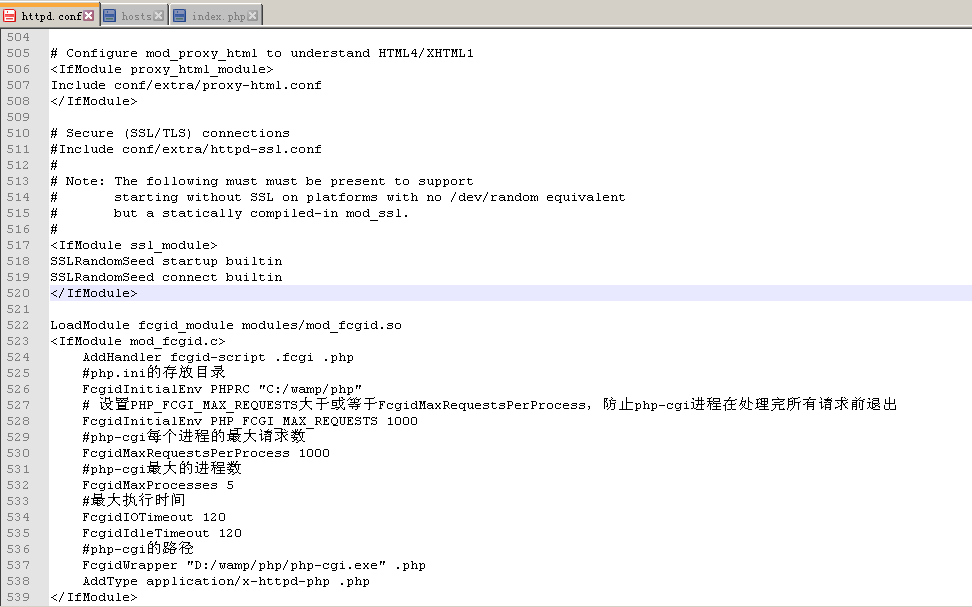 httpd.conf hosts index.php
504
505 # Configure mod_proxy_html to understand HTML4/XHTML1
506 <IfModule proxy_html_module>
507 Include conf/extra/proxy-html.conf
508 </IfModule>
509
510 # Secure (SSL/TLS) connections
511 #Include conf/extra/httpd-ssl.conf
512 #
513 # Note: The following must must be present to support
514 #       starting without SSL on platforms with no /dev/random equivalent
515 #       but a statically compiled-in mod_ssl.
516 #
517 <IfModule ssl_module>
518 SSLRandomSeed startup builtin
519 SSLRandomSeed connect builtin
520 </IfModule>
521
522 LoadModule fcgid_module modules/mod_fcgid.so
523 <IfModule mod_fcgid.c>
524     AddHandler fcgid-script .fcgi .php
525     #php.ini的存放目录
526     FcgidInitialEnv PHPRC "C:/wamp/php"
527     # 设置PHP_FCGI_MAX_REQUESTS大于或等于FcgidMaxRequestsPerProcess，防止php-cgi进程在处理完所有请求前退出
528     FcgidInitialEnv PHP_FCGI_MAX_REQUESTS 1000
529     #php-cgi每个进程的最大请求数
530     FcgidMaxRequestsPerProcess 1000
531     #php-cgi最大的进程数
532     FcgidMaxProcesses 5
533     #最大执行时间
534     FcgidIOTimeout 120
535     FcgidIdleTimeout 120
536     #php-cgi的路径
537     FcgidWrapper "D:/wamp/php/php-cgi.exe" .php
538     AddType application/x-httpd-php .php
539 </IfModule>